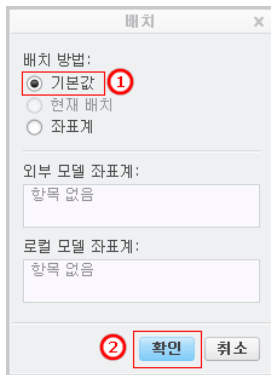 배치
배치 방법:
기본값 1
현재 배치
좌표계
외부 모델 좌표계:
항목 없음
로컬 모델 좌표계:
항목 없음
2 확인 취소